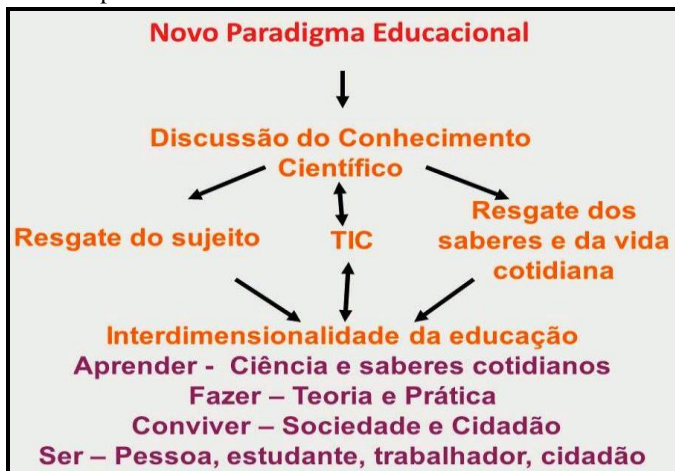 Novo Paradigma Educacional
Discussão do Conhecimento
Científico
Resgate do sujeito
TIC
Resgate dos
saberes e da vida
cotidiana
Interdimensionalidade da educação
Aprender - Ciência e saberes cotidianos
Fazer – Teoria e Prática
Conviver – Sociedade e Cidadão
Ser – Pessoa, estudante, trabalhador, cidadão